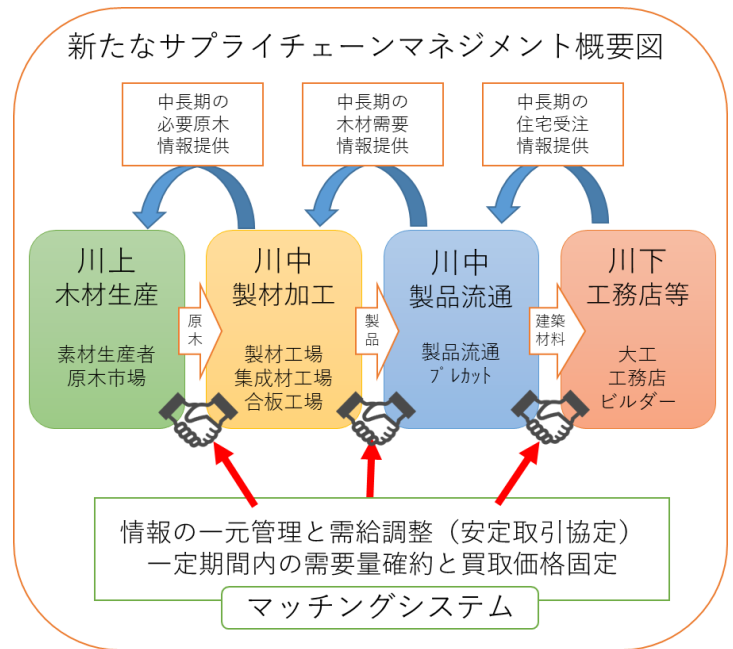 新たなサプライチェーンマネジメント概要図
中長期の
必要原木
情報提供
中長期の
木材需要
情報提供
中長期の
住宅受注
情報提供
川上
木材生産
素材生産者
原木市場
原
木
川中
製材加工
製材工場
集成材工場
合板工場
製
品
川中
製品流通
製品流通
ﾌﾟﾚｶｯﾄ
建築
材料
川下
工務店等
大工
工務店
ビルダー
情報の一元管理と需給調整（安定取引協定）
一定期間内の需要量確約と買取価格固定
マッチングシステム